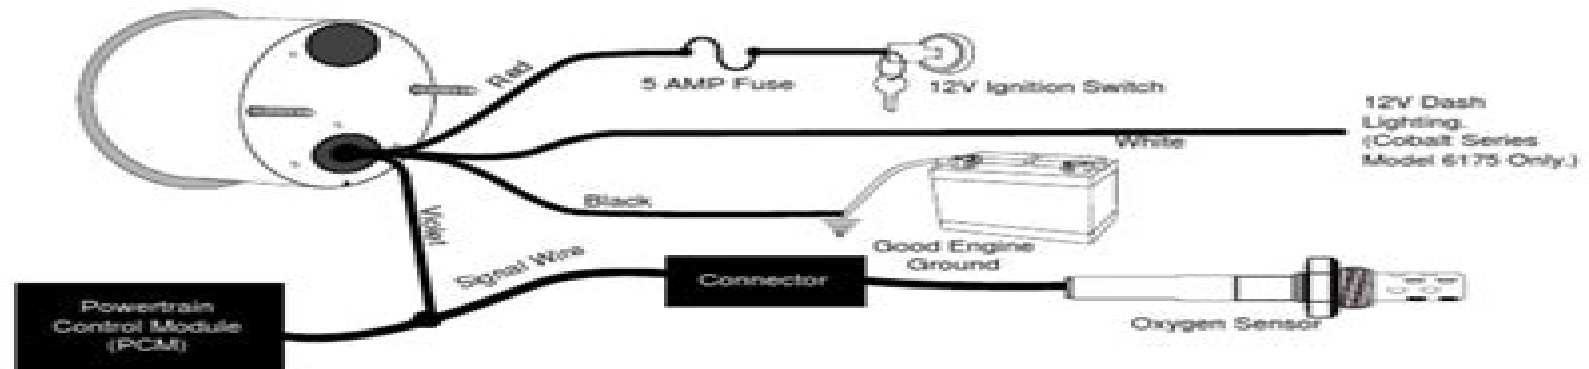 Red
5 AMP Fuse
12V Ignition Switch
12V Dash
Lighting.
(Cobalt Series
Model 6175 Only.)
White
Black
Violet
Good Engine
Ground
Signal Wire
Connector
Powertrain
Control Module
(PCM)
Oxygen Sensor